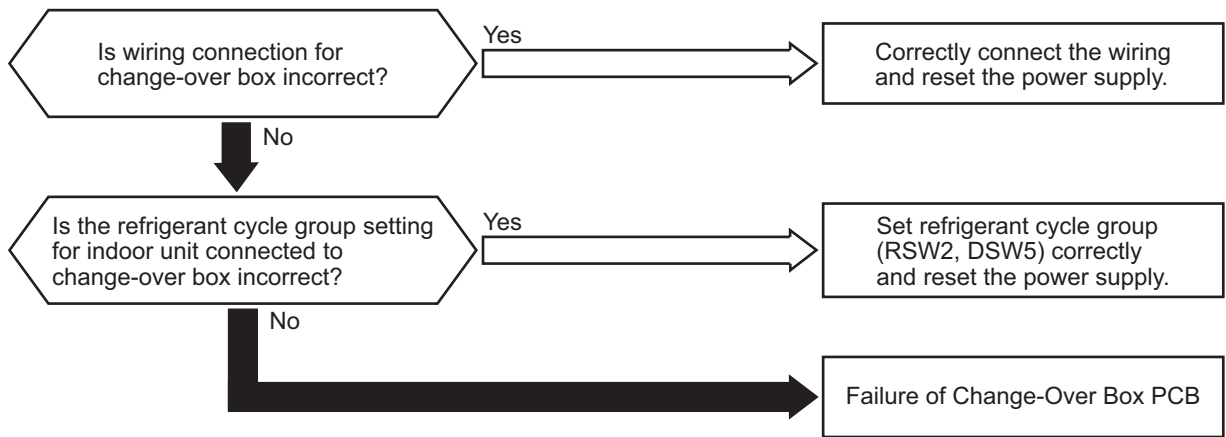 Is wiring connection for
change-over box incorrect?
Yes
Correctly connect the wiring
and reset the power supply.
No
Is the refrigerant cycle group setting
for indoor unit connected to
change-over box incorrect?
Yes
Set refrigerant cycle group
(RSW2, DSW5) correctly
and reset the power supply.
No
Failure of Change-Over Box PCB